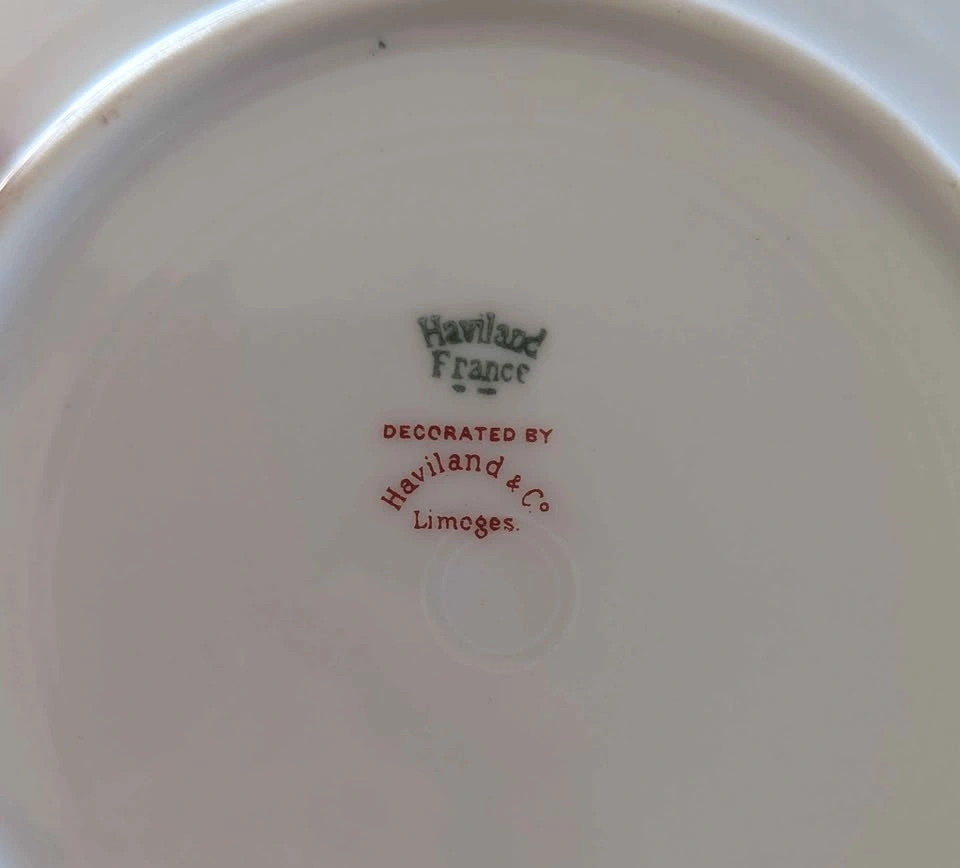 Haviland
France
DECORATED BY
Haviland & Co
Limoges.